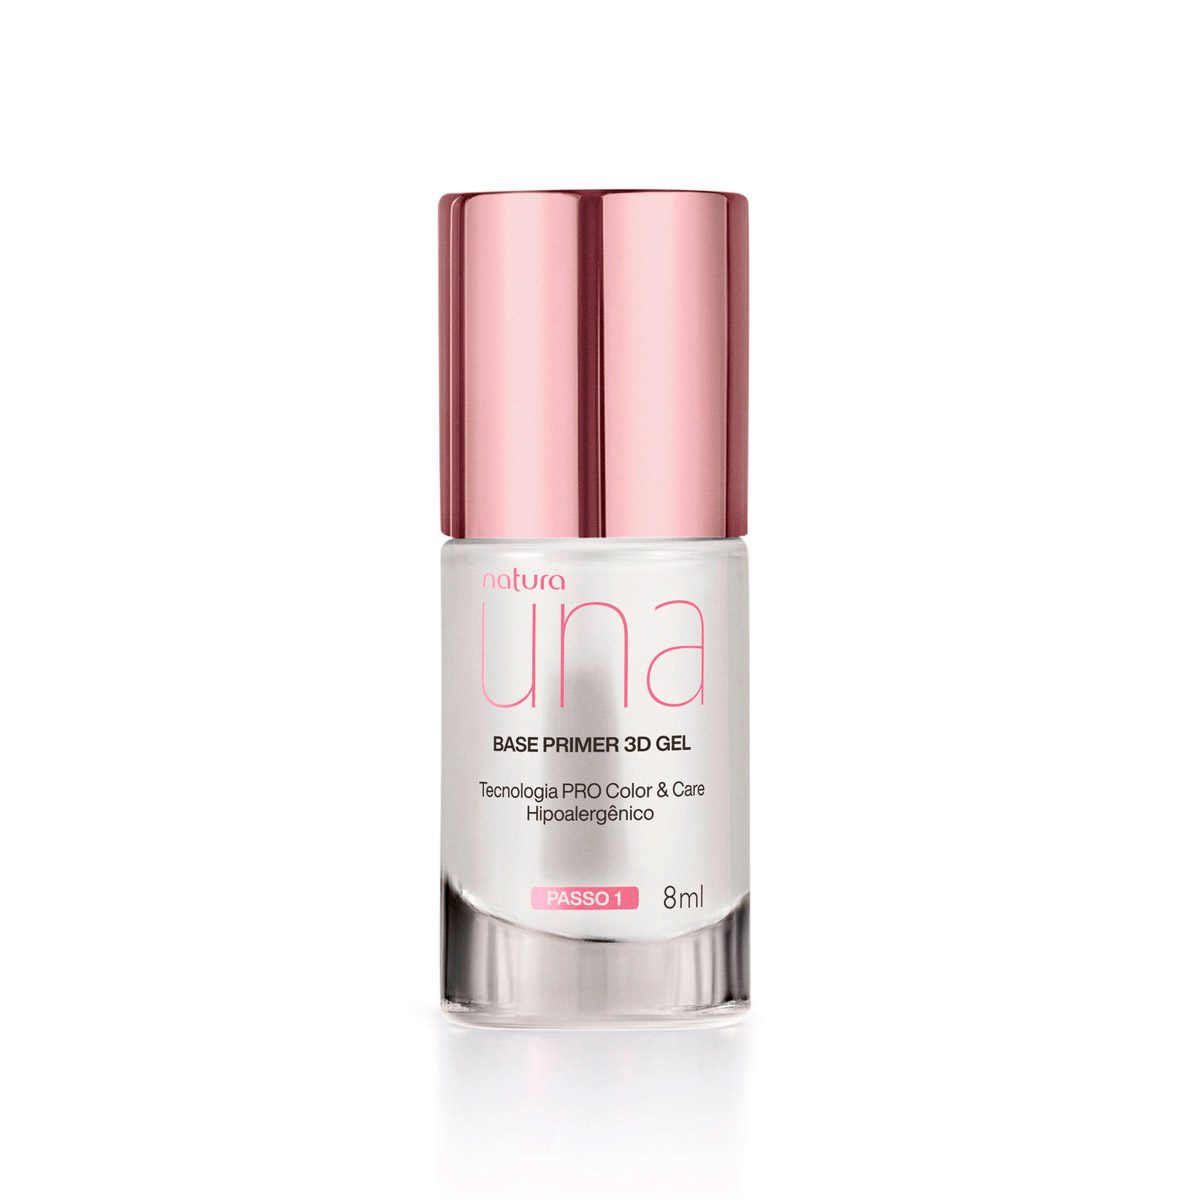 natura
una
BASE PRIMER 3D GEL
Tecnologia PRO Color & Care
Hipoalergênico
PASSO 1 8ml